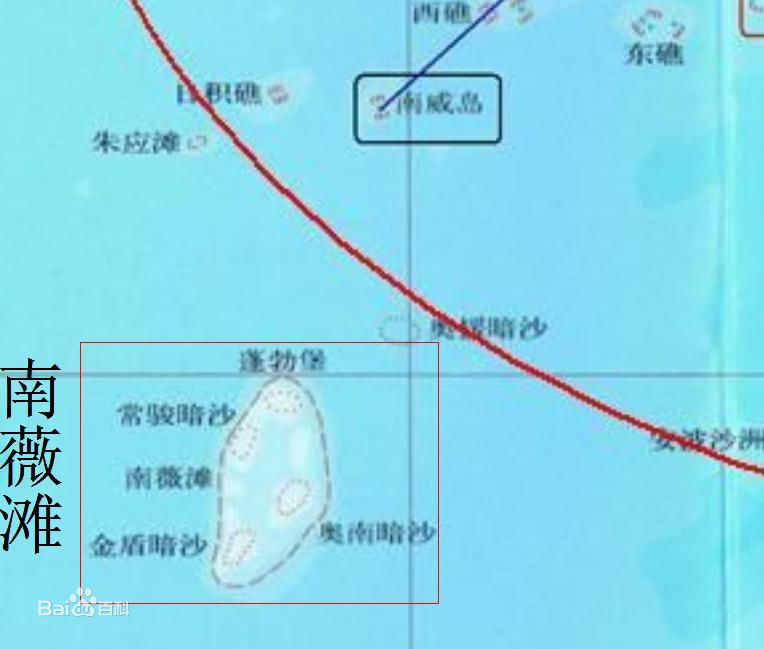 西礁
东礁
日积礁
南威岛
朱应滩
奥援暗沙
蓬勃堡
南薇滩
常骏暗沙
安波沙洲
南薇滩
金盾暗沙
奥南暗沙
Bai百科